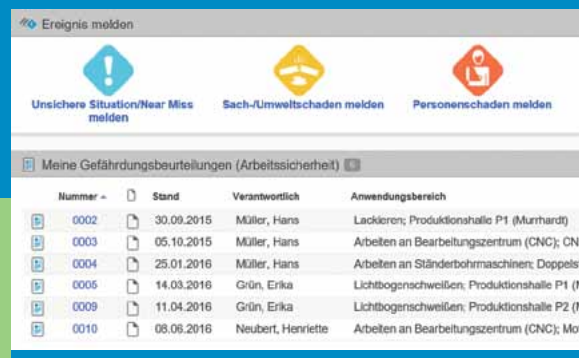 Ereignis melden
Unsichere Situation/Near Miss melden
Sach-/Umweltschaden melden
Personenschaden melden
Meine Gefährdungsbeurteilungen (Arbeitssicherheit) 6
Nummer Stand Verantwortlich Anwendungsbereich
0002 30.09.2015 Müller, Hans Lackieren; Produktionshalle P1 (Murrhardt)
0003 05.10.2015 Müller, Hans Arbeiten an Bearbeitungszentrum (CNC); CN
0004 25.01.2016 Müller, Hans Arbeiten an Ständerbohrmaschinen; Doppels
0005 14.03.2016 Grün, Erika Lichtbogenschweißen; Produktionshalle P1 (M
0009 11.04.2016 Grün, Erika Lichtbogenschweißen; Produktionshalle P2 (M
0010 08.06.2016 Neubert, Henriette Arbeiten an Bearbeitungszentrum (CNC); Mo